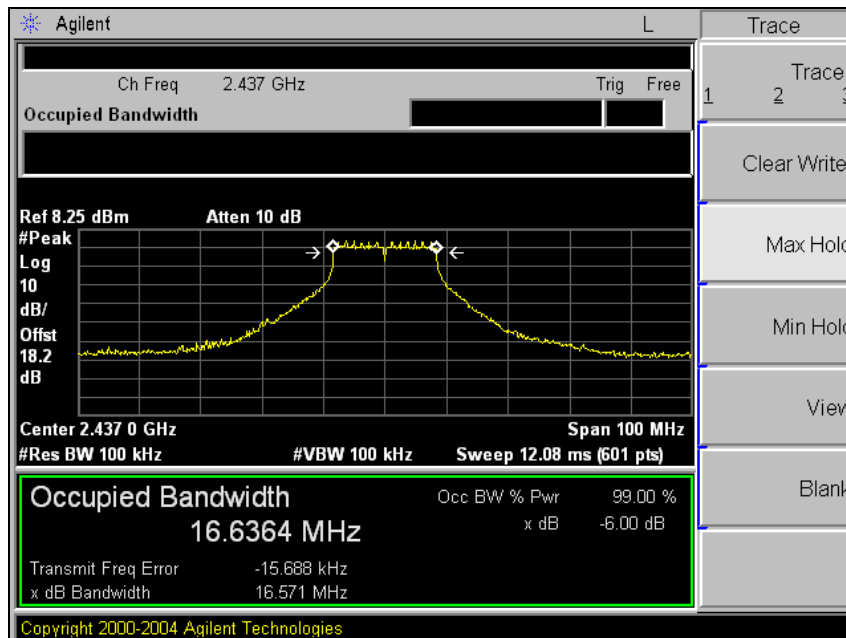 Agilent L Trace
Ch Freq 2.437 GHz Trig Free
Occupied Bandwidth
Trace
1 2
Clear Write
Max Hold
Min Hold
View
Blank
Ref 8.25 dBm Atten 10 dB
#Peak
Log
10
dB/
Offst
18.2
dB
Center 2.437 0 GHz Span 100 MHz
#Res BW 100 kHz #VBW 100 kHz Sweep 12.08 ms (601 pts)
Occupied Bandwidth Occ BW % Pwr 99.00 %
16.6364 MHz x dB -6.00 dB
Transmit Freq Error -15.688 kHz
x dB Bandwidth 16.571 MHz
Copyright 2000-2004 Agilent Technologies